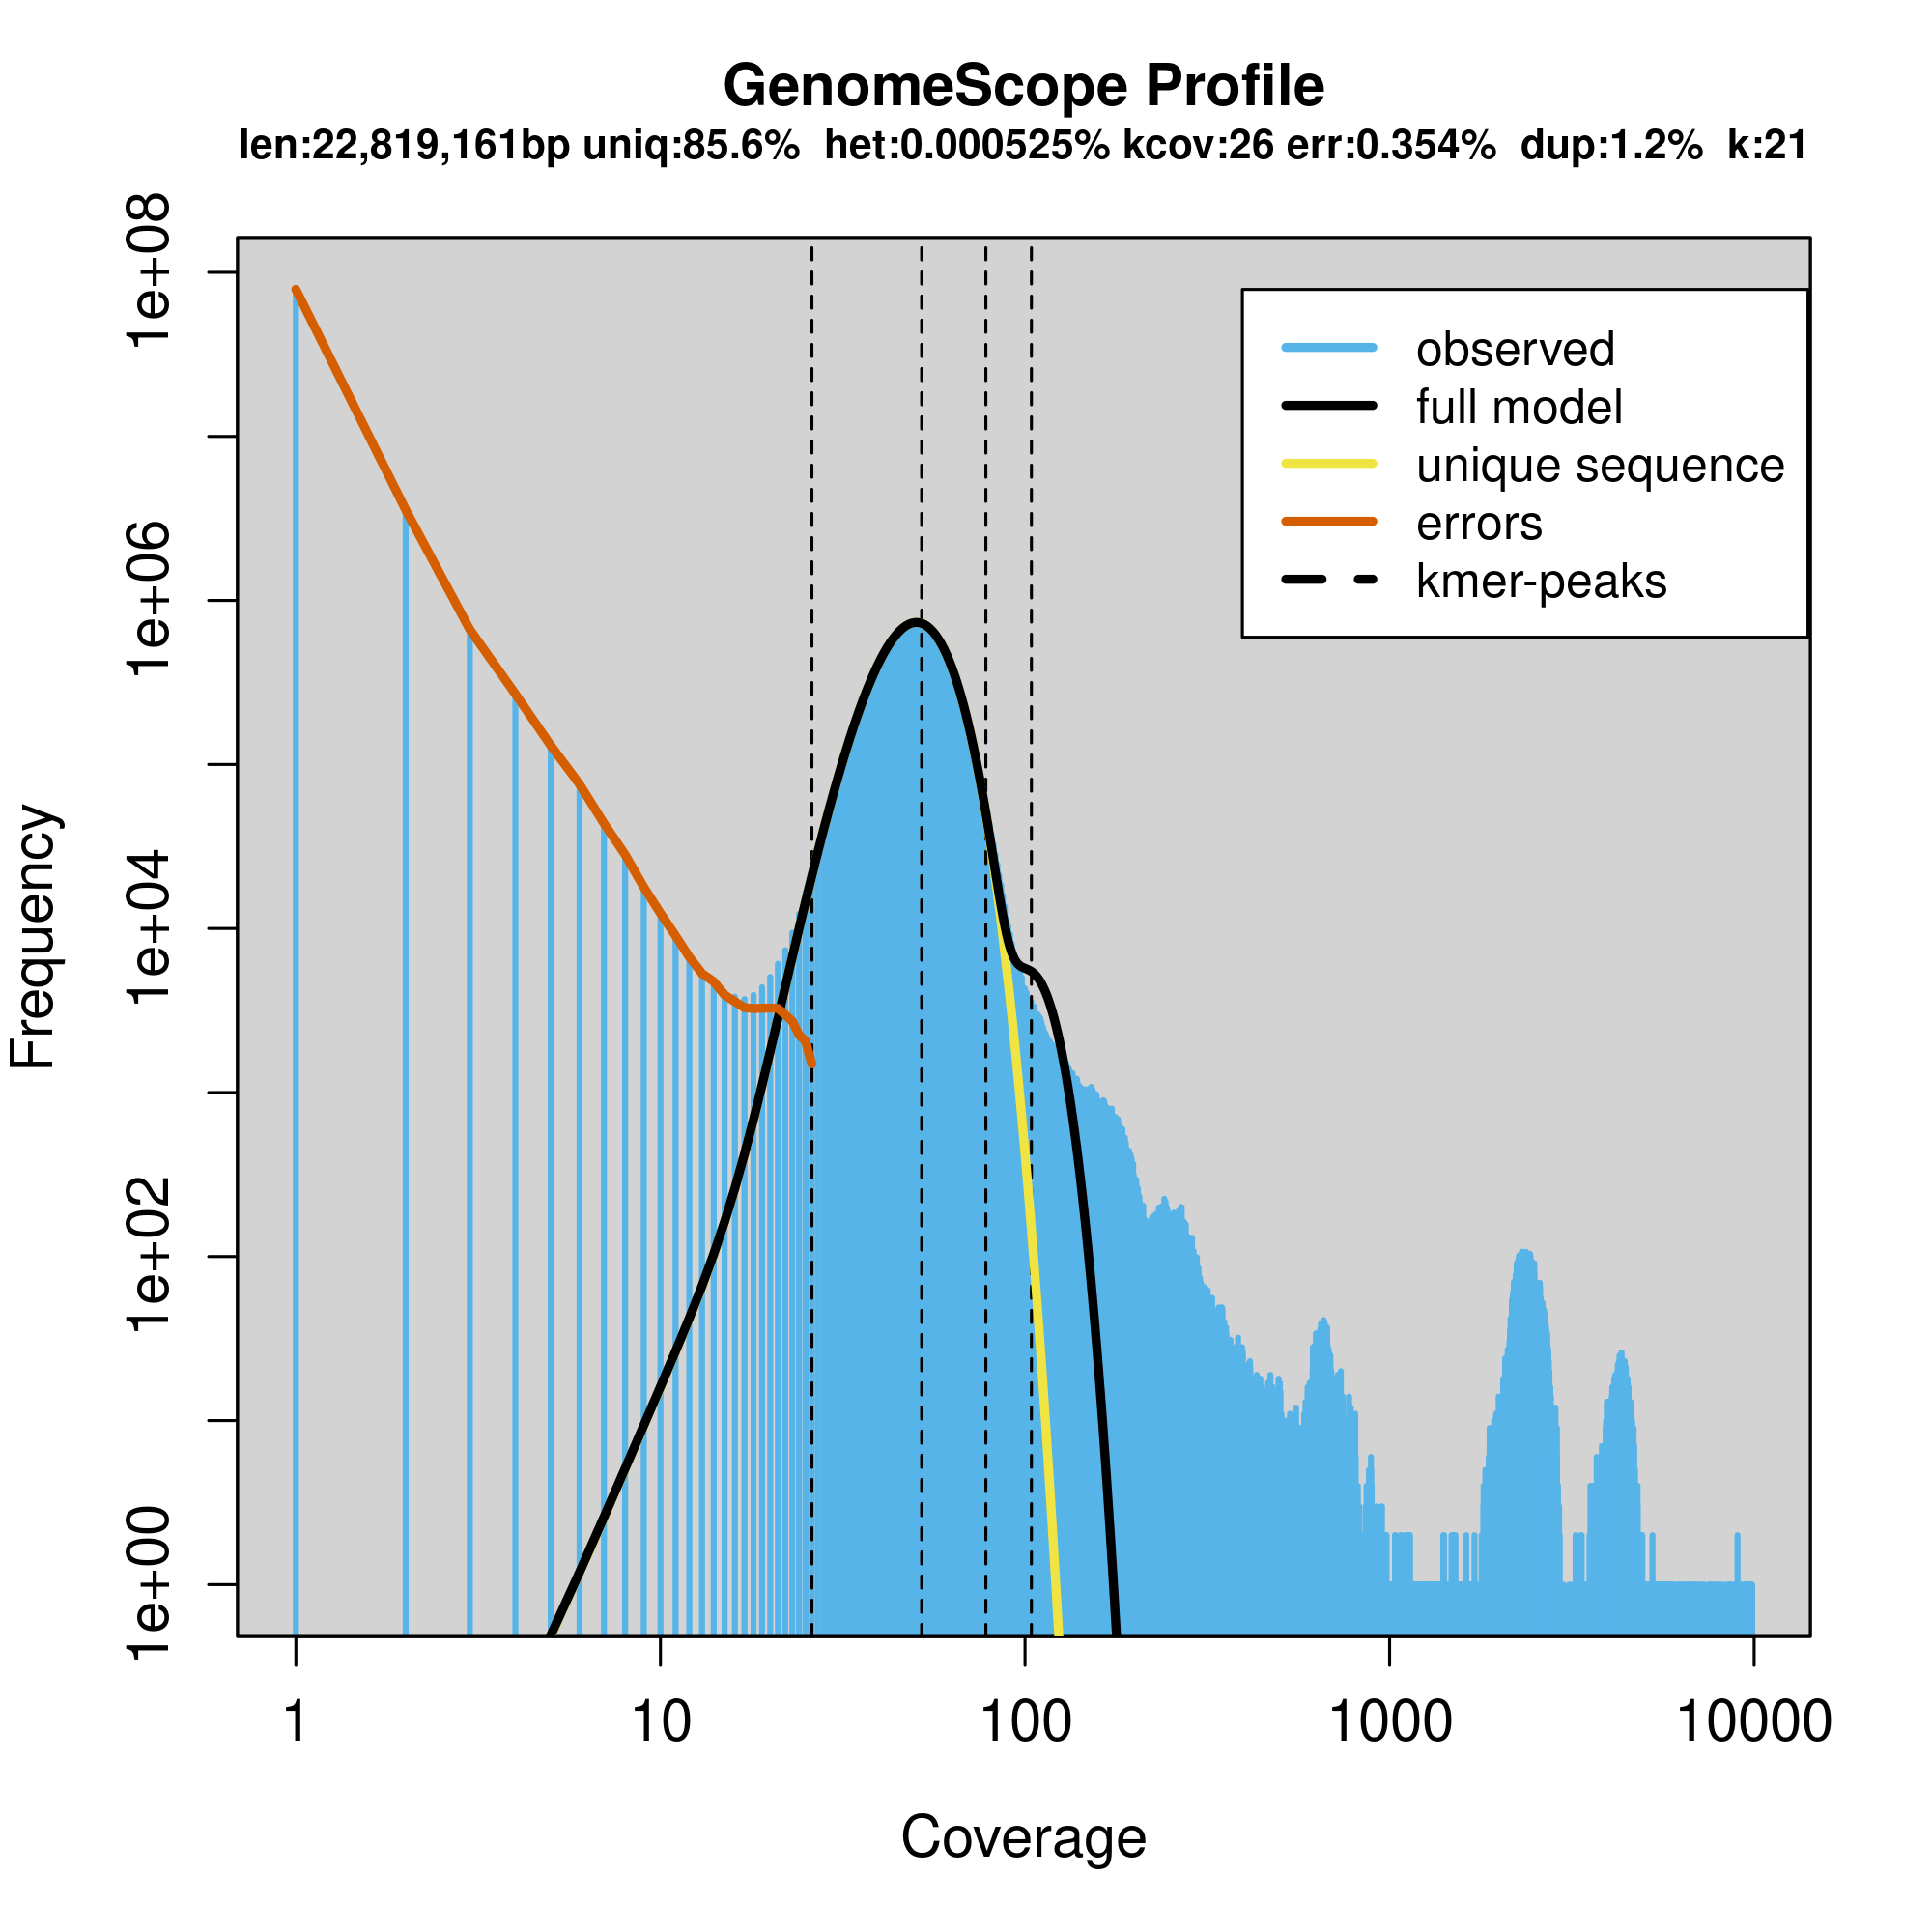 GenomeScope Profile
len:22,819,161bp uniq:85.6% het:0.000525% kcov:26 err:0.354% dup:1.2% k:21
Frequency
1e+08
1e+06
1e+04
1e+02
1e+00
observed
full model
unique sequence
errors
kmer-peaks
1 10 100 1000 10000
Coverage